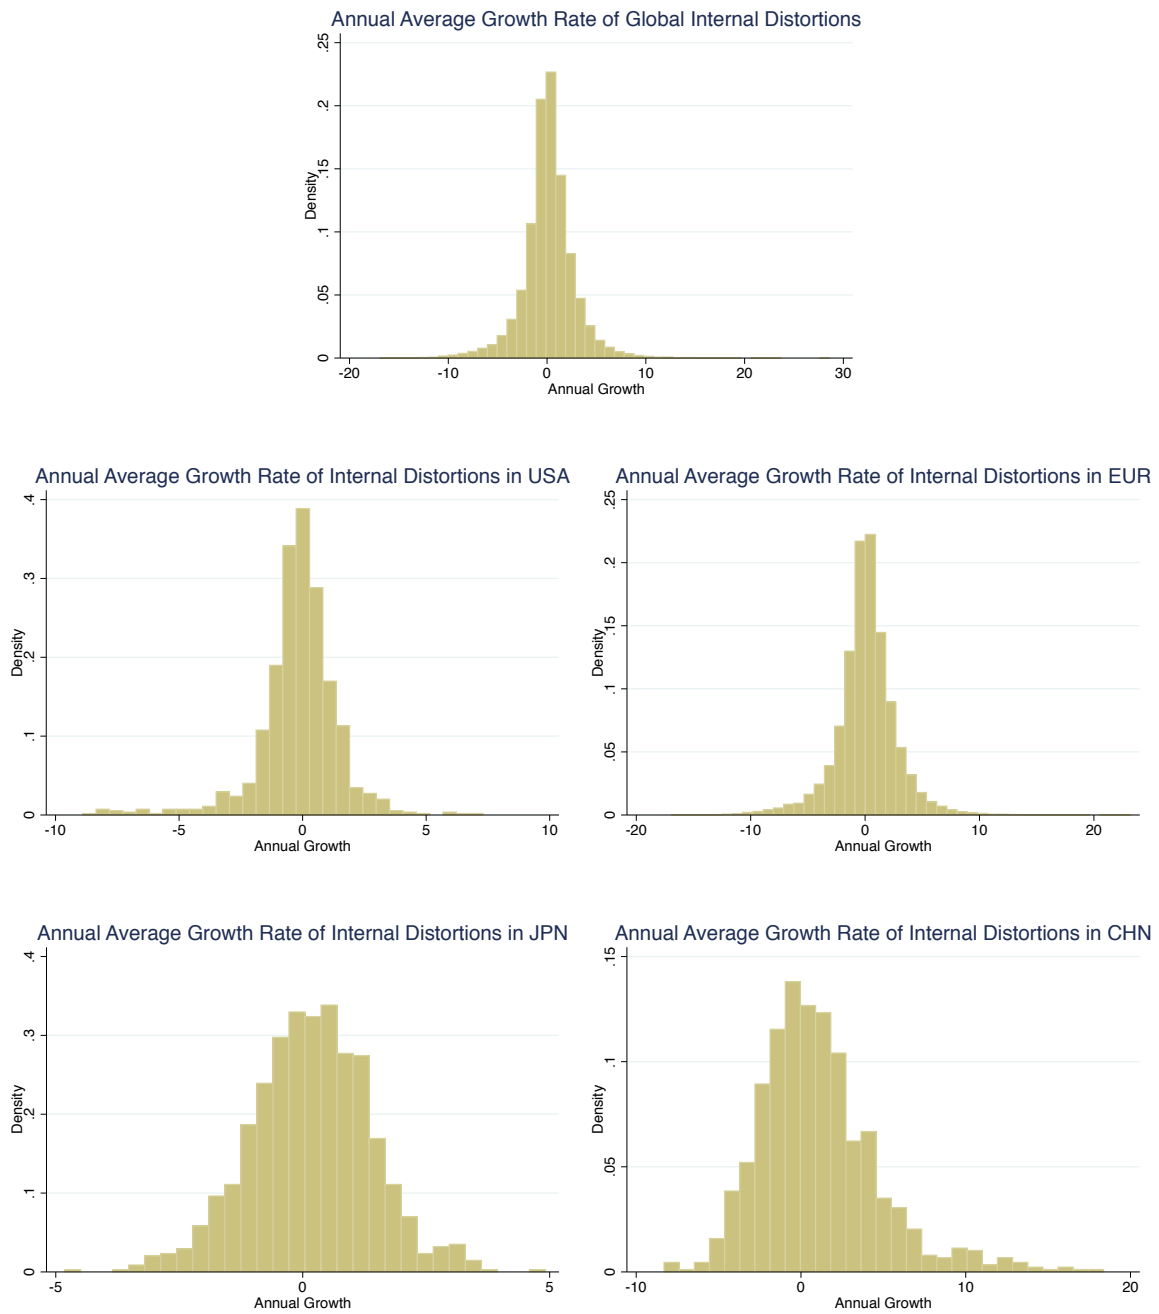 Annual Average Growth Rate of Global Internal Distortions
.25
.2
.15
.1
.05
0
Density
-20 -10 0 10 20 30
Annual Growth
Annual Average Growth Rate of Internal Distortions in USA
.4
.3
.2
.1
0
Density
-10 -5 0 5 10
Annual Growth
Annual Average Growth Rate of Internal Distortions in EUR
.25
.2
.15
.1
.05
0
Density
-20 -10 0 10 20
Annual Growth
Annual Average Growth Rate of Internal Distortions in JPN
.4
.3
.2
.1
0
Density
-5 0 5
Annual Growth
Annual Average Growth Rate of Internal Distortions in CHN
.15
.1
.05
0
Density
-10 0 10 20
Annual Growth